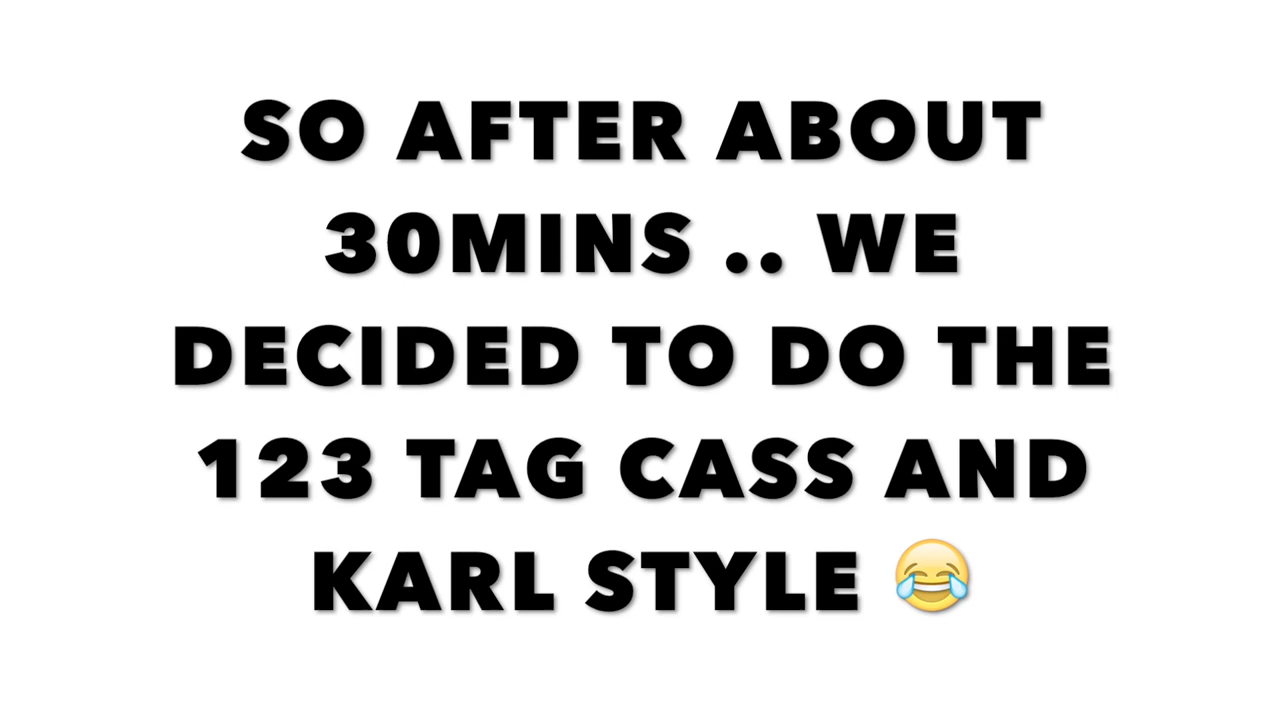 SO AFTER ABOUT
30MINS .. WE
DECIDED TO DO THE
123 TAG CASS AND
KARL STYLE 😂